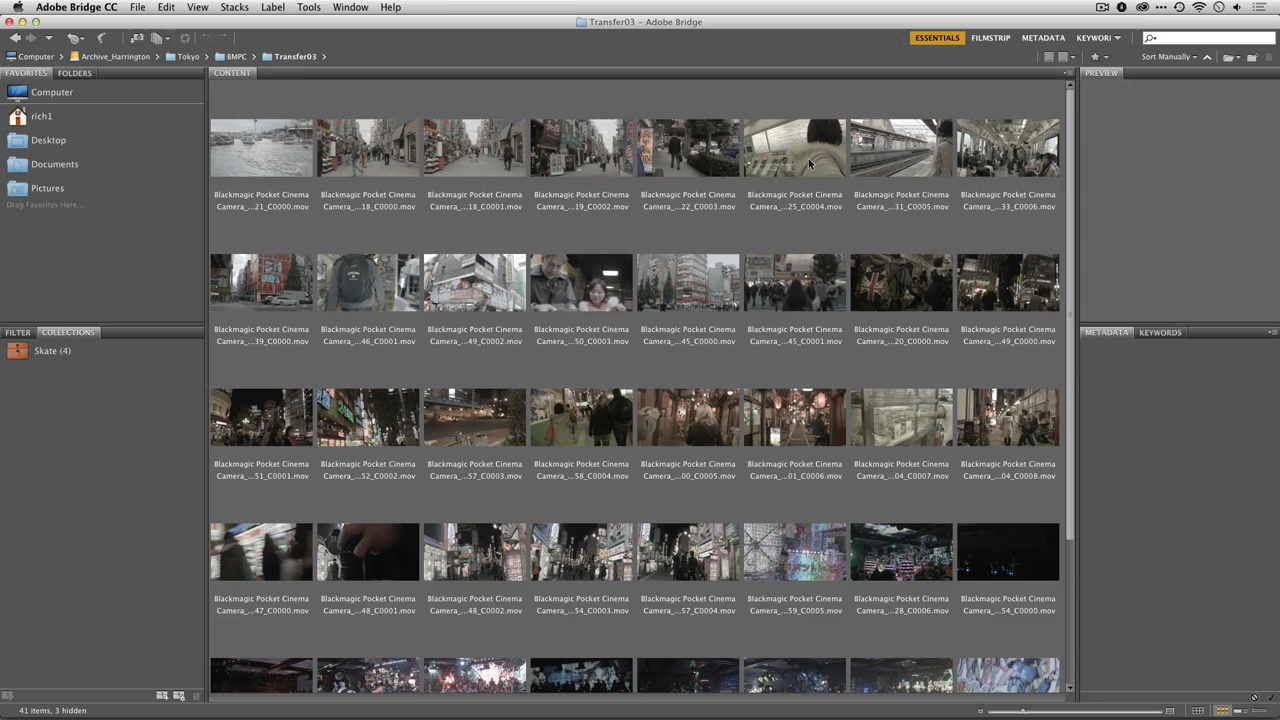 Adobe Bridge CC File Edit View Stacks Label Tools Window Help
Transfer03 – Adobe Bridge
ESSENTIALS FILMSTRIP METADATA KEYWORI
Computer Archive_Harrington Tokyo BMPC Transfer03
Sort Manually
FAVORITES FOLDERS
Computer
rich1
Desktop
Documents
Pictures
Drag Favorites Here...
FILTER COLLECTIONS
Skate (4)
CONTENT
Blackmagic Pocket Cinema
Camera_...21_C0000.mov
Blackmagic Pocket Cinema
Camera_...18_C0000.mov
Blackmagic Pocket Cinema
Camera_...18_C0001.mov
Blackmagic Pocket Cinema
Camera_...19_C0002.mov
Blackmagic Pocket Cinema
Camera_...22_C0003.mov
Blackmagic Pocket Cinema
Camera_...25_C0004.mov
Blackmagic Pocket Cinema
Camera_...31_C0005.mov
Blackmagic Pocket Cinema
Camera_...33_C0006.mov
Blackmagic Pocket Cinema
Camera_...39_C0000.mov
Blackmagic Pocket Cinema
Camera_...46_C0001.mov
Blackmagic Pocket Cinema
Camera_...49_C0002.mov
Blackmagic Pocket Cinema
Camera_...50_C0003.mov
Blackmagic Pocket Cinema
Camera_...45_C0000.mov
Blackmagic Pocket Cinema
Camera_...45_C0001.mov
Blackmagic Pocket Cinema
Camera_...20_C0000.mov
Blackmagic Pocket Cinema
Camera_...49_C0000.mov
Blackmagic Pocket Cinema
Camera_...51_C0001.mov
Blackmagic Pocket Cinema
Camera_...52_C0002.mov
Blackmagic Pocket Cinema
Camera_...57_C0003.mov
Blackmagic Pocket Cinema
Camera_...58_C0004.mov
Blackmagic Pocket Cinema
Camera_...00_C0005.mov
Blackmagic Pocket Cinema
Camera_...01_C0006.mov
Blackmagic Pocket Cinema
Camera_...04_C0007.mov
Blackmagic Pocket Cinema
Camera_...04_C0008.mov
Blackmagic Pocket Cinema
Camera_...47_C0000.mov
Blackmagic Pocket Cinema
Camera_...48_C0001.mov
Blackmagic Pocket Cinema
Camera_...48_C0002.mov
Blackmagic Pocket Cinema
Camera_...54_C0003.mov
Blackmagic Pocket Cinema
Camera_...57_C0004.mov
Blackmagic Pocket Cinema
Camera_...59_C0005.mov
Blackmagic Pocket Cinema
Camera_...28_C0006.mov
Blackmagic Pocket Cinema
Camera_...54_C0000.mov
PREVIEW
METADATA KEYWORDS
41 items, 3 hidden